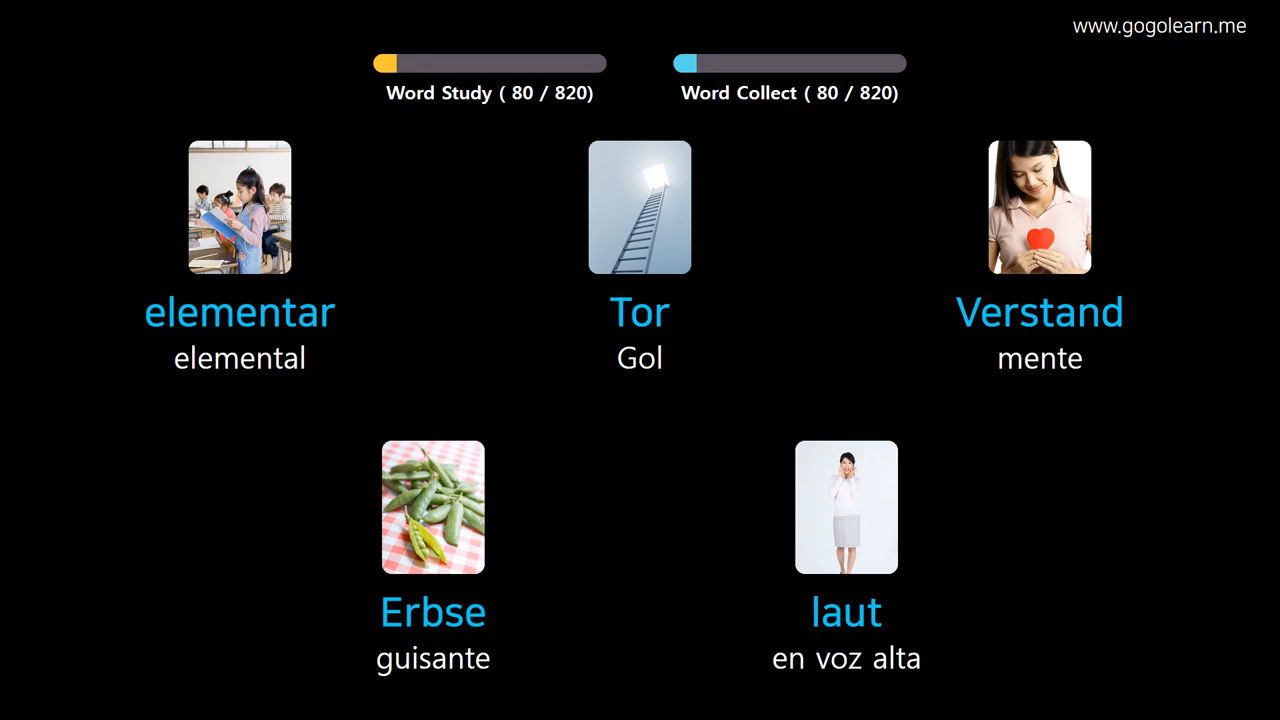 www.gogolearn.me
Word Study ( 80 / 820)
Word Collect ( 80 / 820)
elementar
elemental
Tor
Gol
Verstand
mente
Erbse
guisante
laut
en voz alta